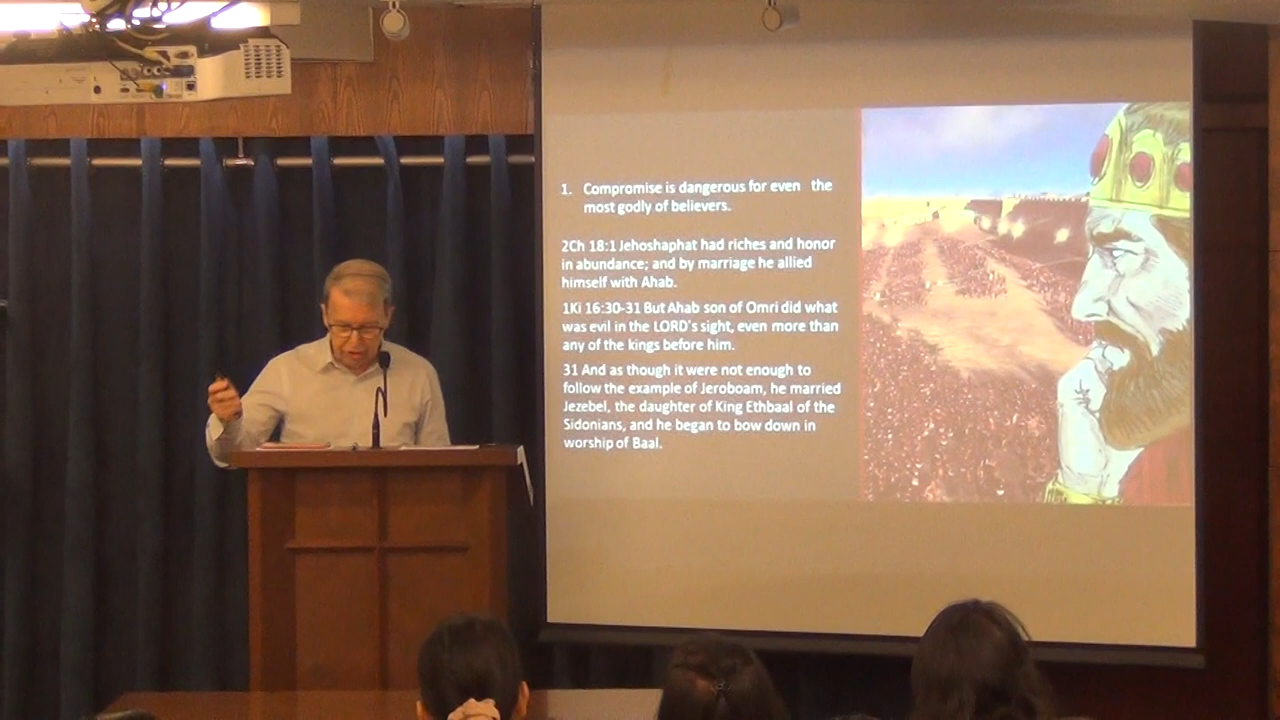 1. Compromise is dangerous for even the
most godly of believers.
2Ch 18:1 Jehoshaphat had riches and honor
in abundance; and by marriage he allied
himself with Ahab.
1Ki 16:30-31 But Ahab son of Omri did what
was evil in the LORD's sight, even more than
any of the kings before him.
31 And as though it were not enough to
follow the example of Jeroboam, he married
Jezebel, the daughter of King Ethbaal of the
Sidonians, and he began to bow down in
worship of Baal.